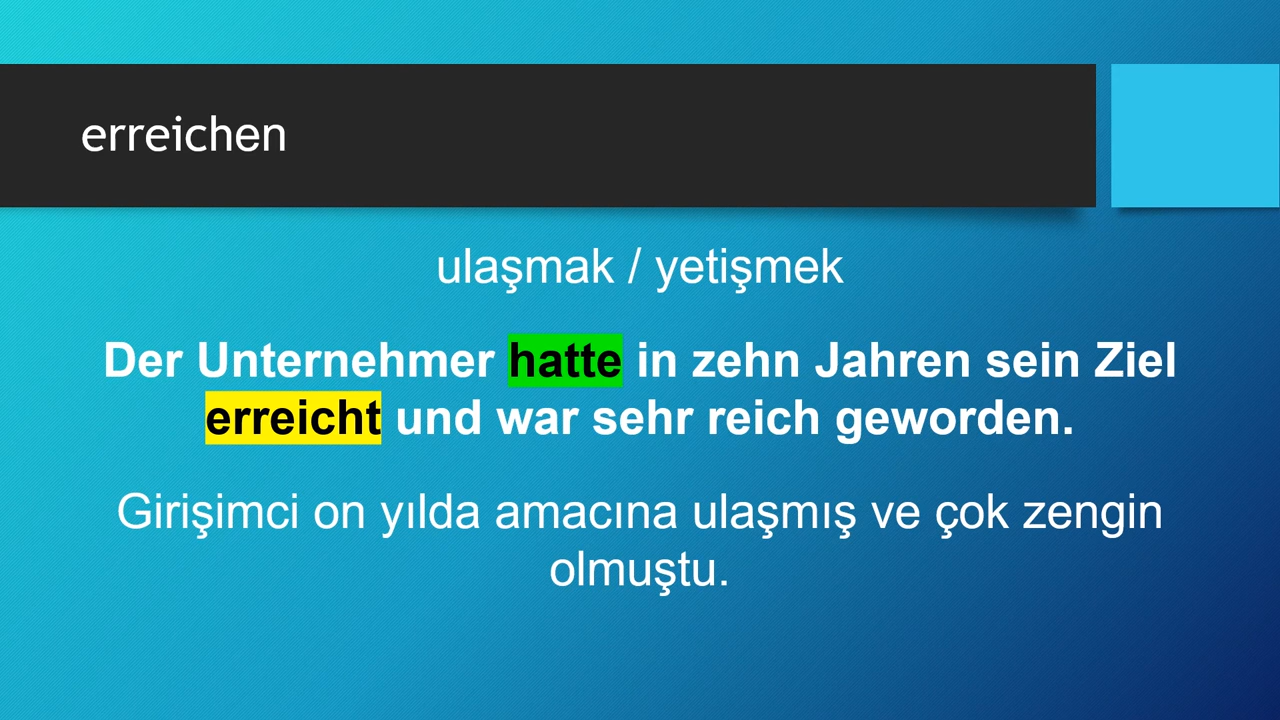 erreichen
ulaşmak / yetişmek
Der Unternehmer hatte in zehn Jahren sein Ziel
erreicht und war sehr reich geworden.
Girişimci on yılda amacına ulaşmış ve çok zengin
olmuştu.